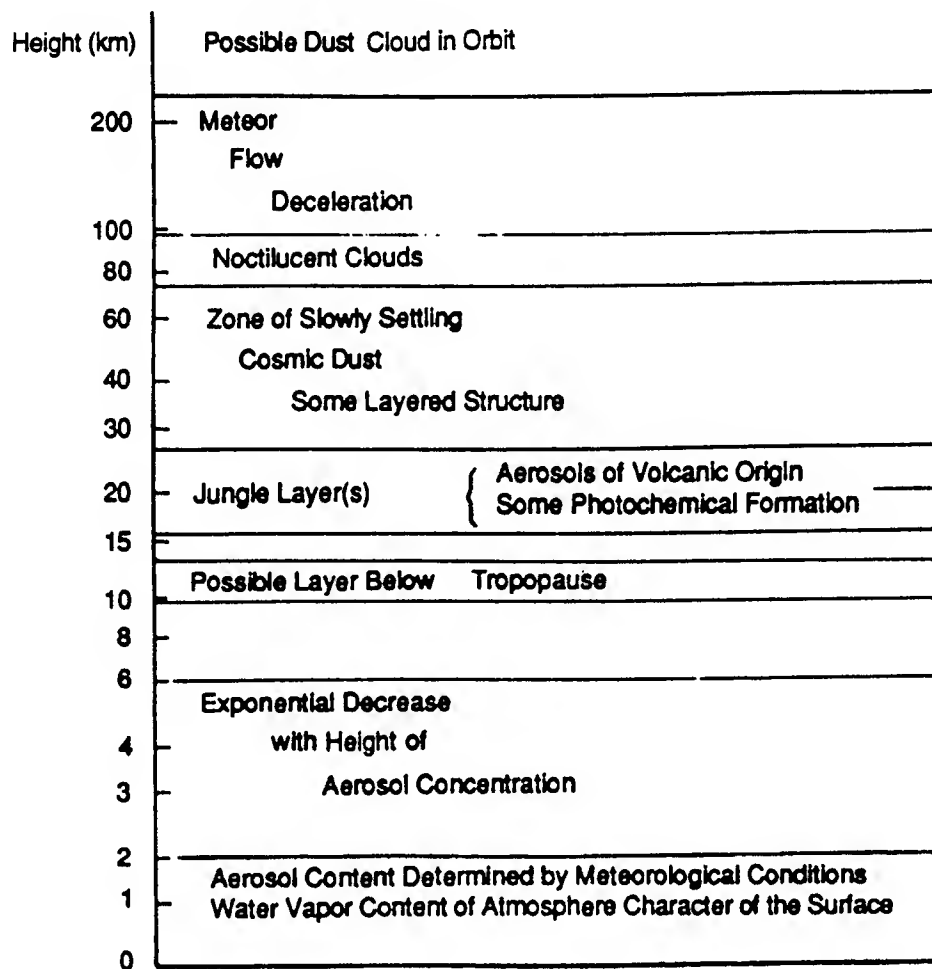 Height (km) Possible Dust Cloud in Orbit
200 Meteor
Flow
Deceleration
100
Noctilucent Clouds
80
60 Zone of Slowly Settling
Cosmic Dust
40 Some Layered Structure
30
Aerosols of Volcanic Origin
20 Jungle Layer(s) { Some Photochemical Formation
15
Possible Layer Below Tropopause
10
8
6
Exponential Decrease
4 with Height of
3 Aerosol Concentration
2
Aerosol Content Determined by Meteorological Conditions
1 Water Vapor Content of Atmosphere Character of the Surface
0